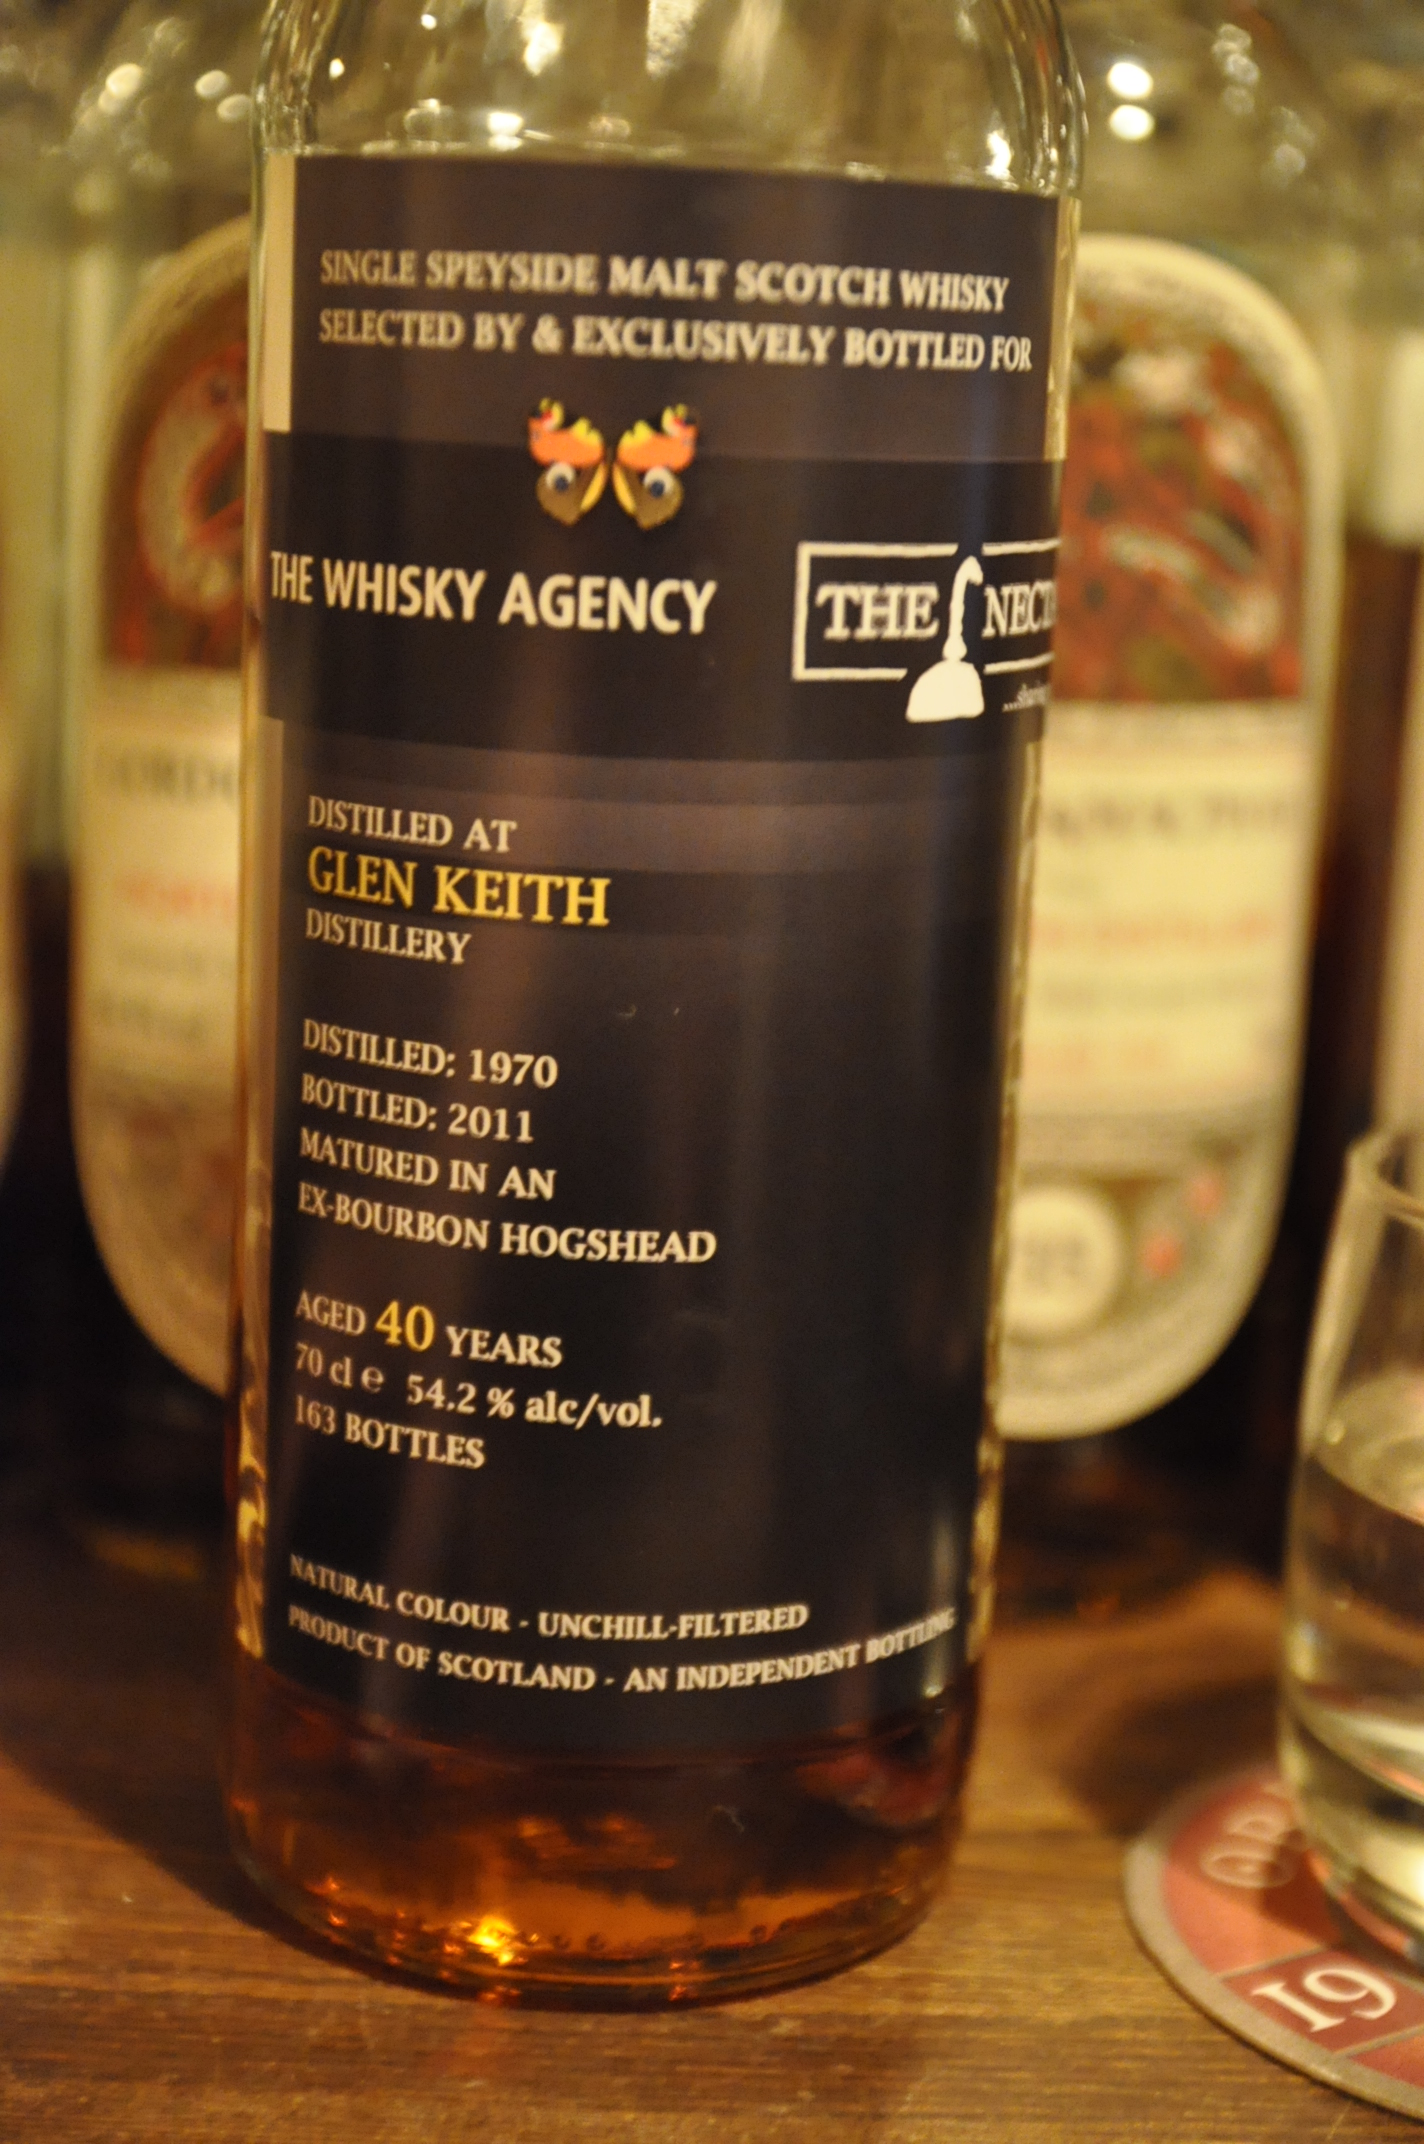 SINGLE SPEYSIDE MALT SCOTCH WHISKY
SELECTED BY & EXCLUSIVELY BOTTLED FOR
THE WHISKY AGENCY
THE
DISTILLED AT
GLEN KEITH
DISTILLERY
DISTILLED: 1970
BOTTLED: 2011
MATURED IN AN
EX-BOURBON HOGSHEAD
AGED 40 YEARS
70 cl e 54.2 % alc/vol.
163 BOTTLES
NATURAL COLOUR - UNCHILL-FILTERED
PRODUCT OF SCOTLAND - AN INDEPENDENT BOTTLING
19